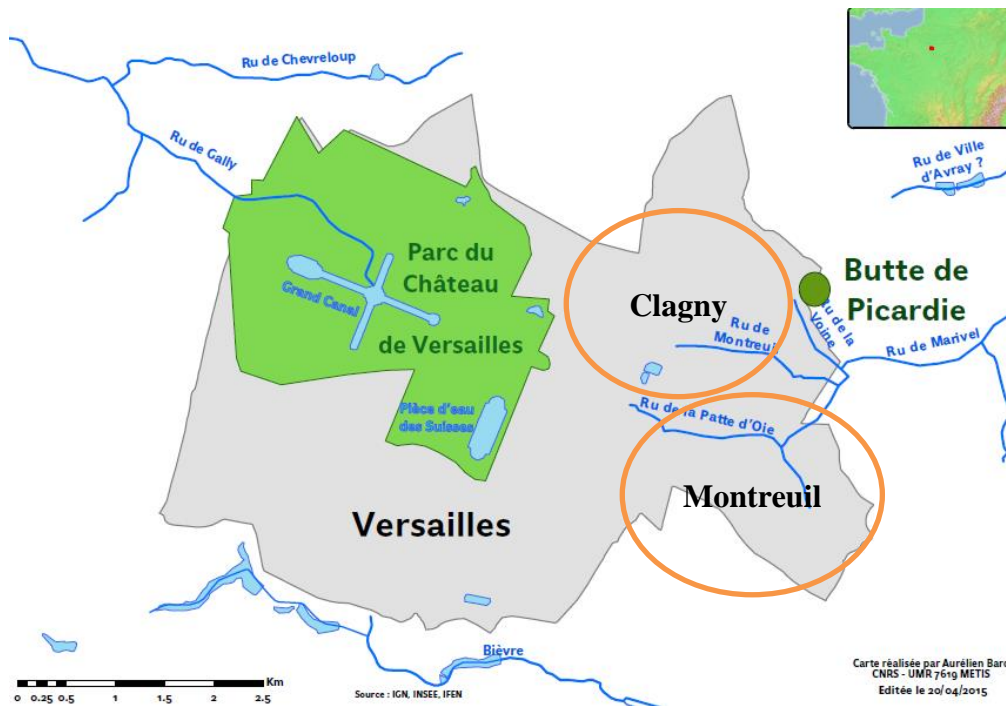 Ru de Chevreloup
Ru de Gally
Ru de Ville
d'Avray ?
Parc du
Château
de Versailles
Grand Canal
Pièce d'eau
des Suisses
Clagny
Ru de
Montreuil
Butte de
Picardie
Ru de la
Voine
Ru de Marivel
Ru de la Patte d'Oie
Montreuil
Versailles
Bièvre
Km
0 0.25 0.5 1 1.5 2 2.5
Source : IGN, INSEE, IFEN
Carte réalisée par Aurélien Baro
CNRS - UMR 7619 METIS
Editée le 20/04/2015